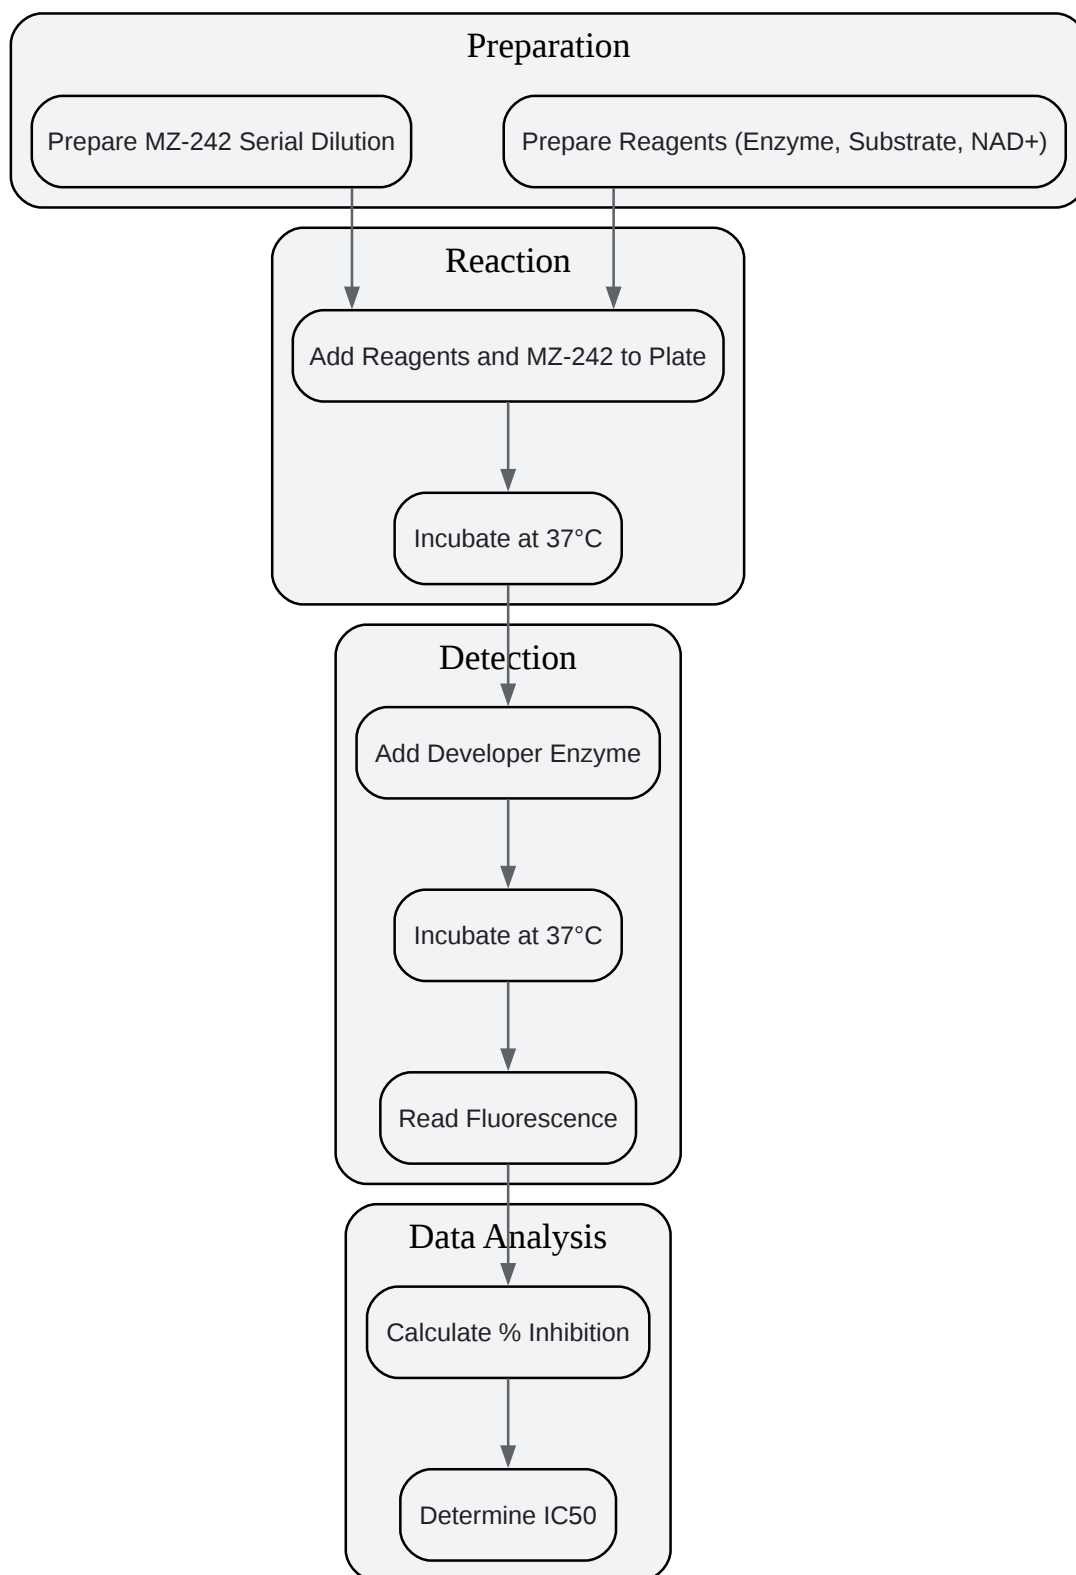 Preparation
Prepare MZ-242 Serial Dilution
Prepare Reagents (Enzyme, Substrate, NAD+)
Reaction
Add Reagents and MZ-242 to Plate
Incubate at 37°C
Detection
Add Developer Enzyme
Incubate at 37°C
Read Fluorescence
Data Analysis
Calculate % Inhibition
Determine IC50